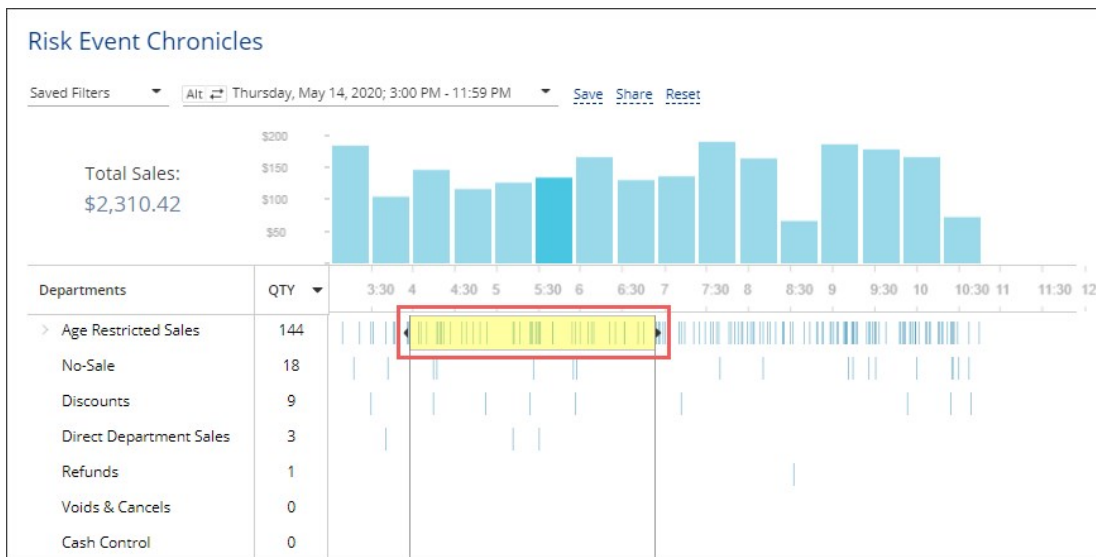 Risk Event Chronicles
Saved Filters Alt Thursday, May 14, 2020; 3:00 PM - 11:59 PM Save Share Reset
$200
$150
$100
$50
Total Sales:
$2,310.42
Departments QTY 3:30 4 4:30 5 5:30 6 6:30 7 7:30 8 8:30 9 9:30 10 10:30 11 11:30 12
Age Restricted Sales 144
No-Sale 18
Discounts 9
Direct Department Sales 3
Refunds 1
Voids & Cancels 0
Cash Control 0